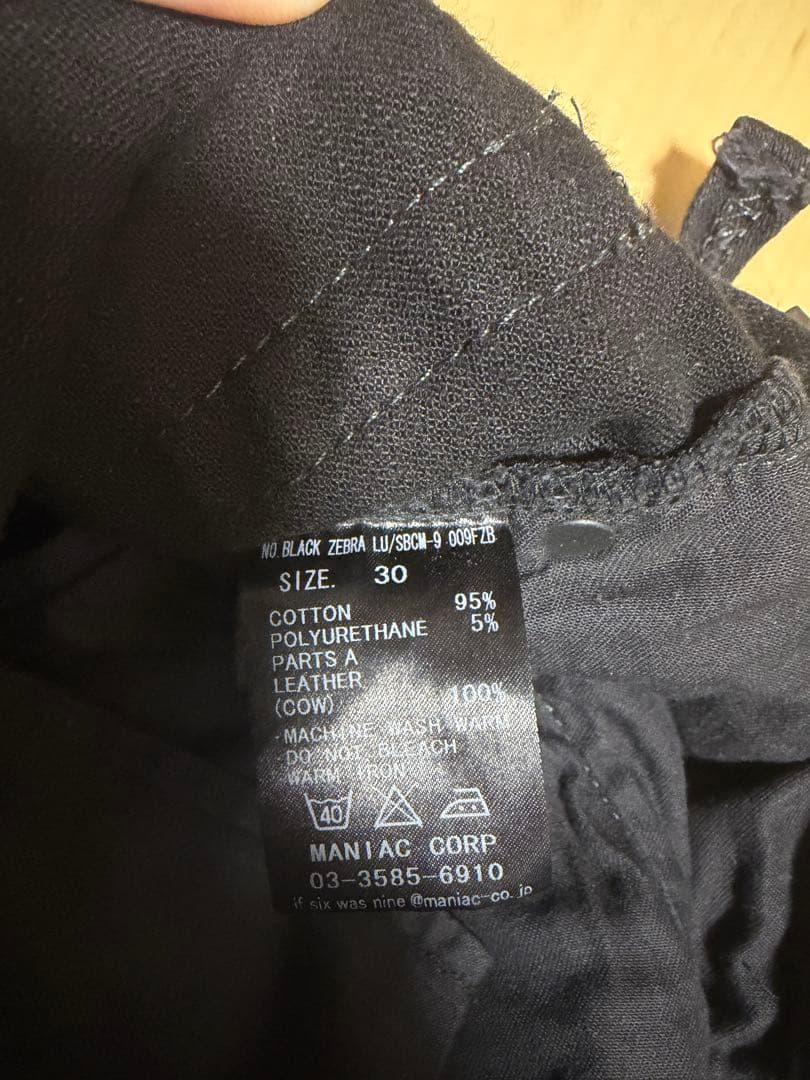 NO.BLACK ZEBRA LU/SBCM-9 009FZB
SIZE. 30
COTTON 95%
POLYURETHANE 5%
PARTS A
LEATHER
(COW) 100%
·MACHINE WASH WARM
·DO NOT BLEACH
WARM IRON
40
MANIAC CORP
03-3585-6910
if six was nine @maniac-co.jp